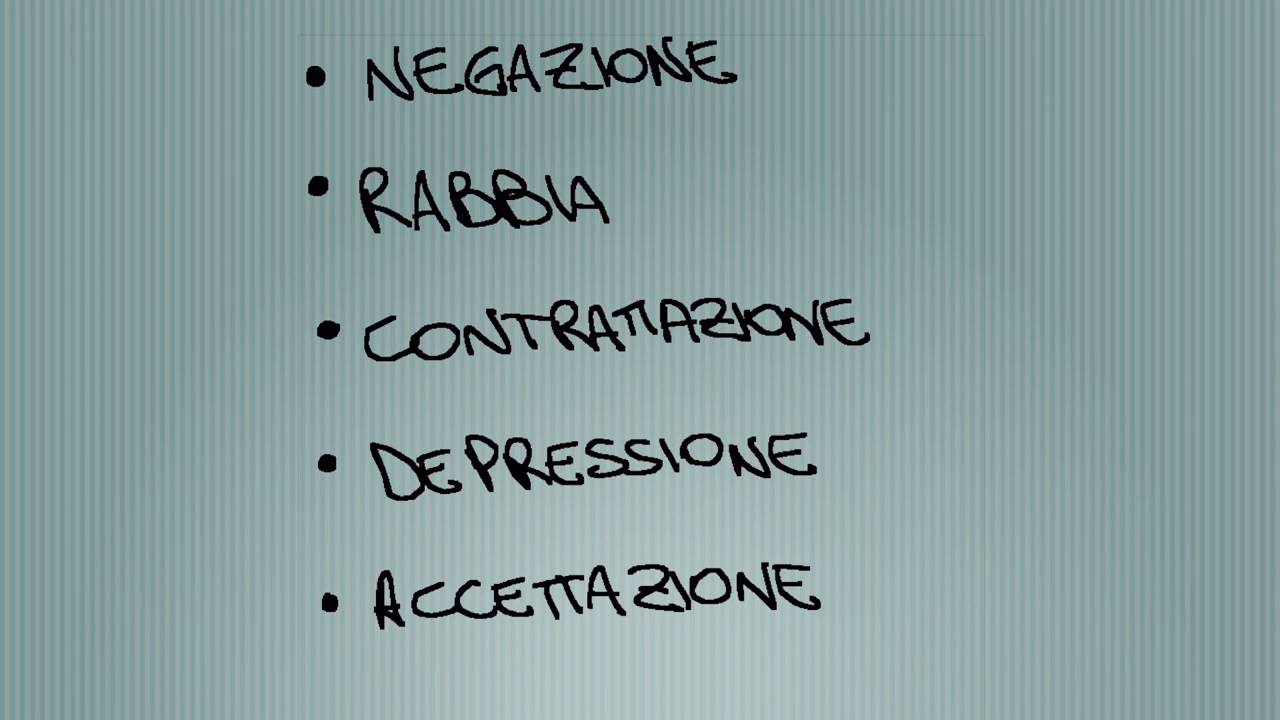 • NEGAZIONE
• RABBIA
• CONTRATTAZIONE
• DEPRESSIONE
• ACCETTAZIONE